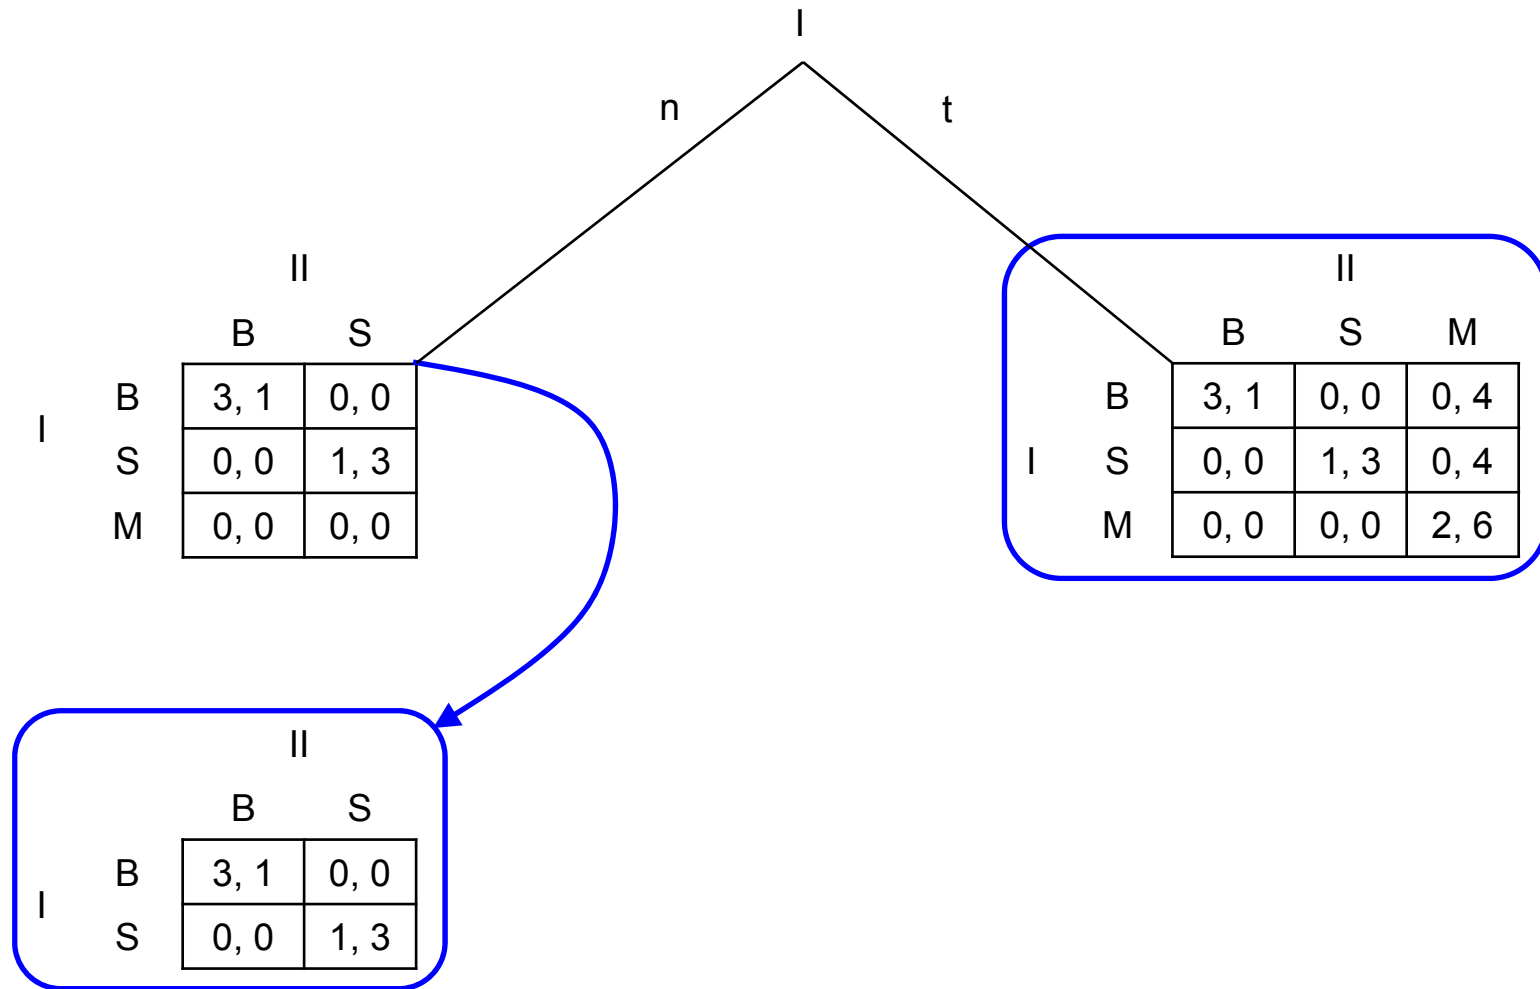 I
n t
II
B S
B 3, 1 0, 0
I
S 0, 0 1, 3
M 0, 0 0, 0
II
B S M
B 3, 1 0, 0 0, 4
I S 0, 0 1, 3 0, 4
M 0, 0 0, 0 2, 6
II
B S
B 3, 1 0, 0
I
S 0, 0 1, 3